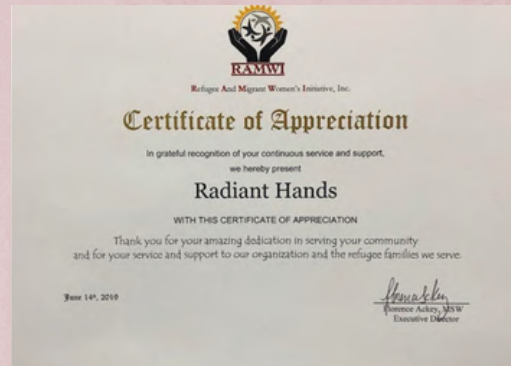 RAMWI
Refugee And Migrant Women's Initiative, Inc.
Certificate of Appreciation
In grateful recognition of your continuous service and support,
we hereby present
Radiant Hands
WITH THIS CERTIFICATE OF APPRECIATION
Thank you for your amazing dedication in serving your community
and for your service and support to our organization and the refugee families we serve.
June 14th, 2019
Florence Ackey, MSW
Executive Director